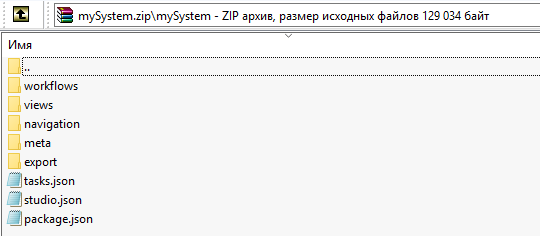 mySystem.zip\mySystem - ZIP архив, размер исходных файлов 129 034 байт
Имя
..
workflows
views
navigation
meta
export
tasks.json
studio.json
package.json